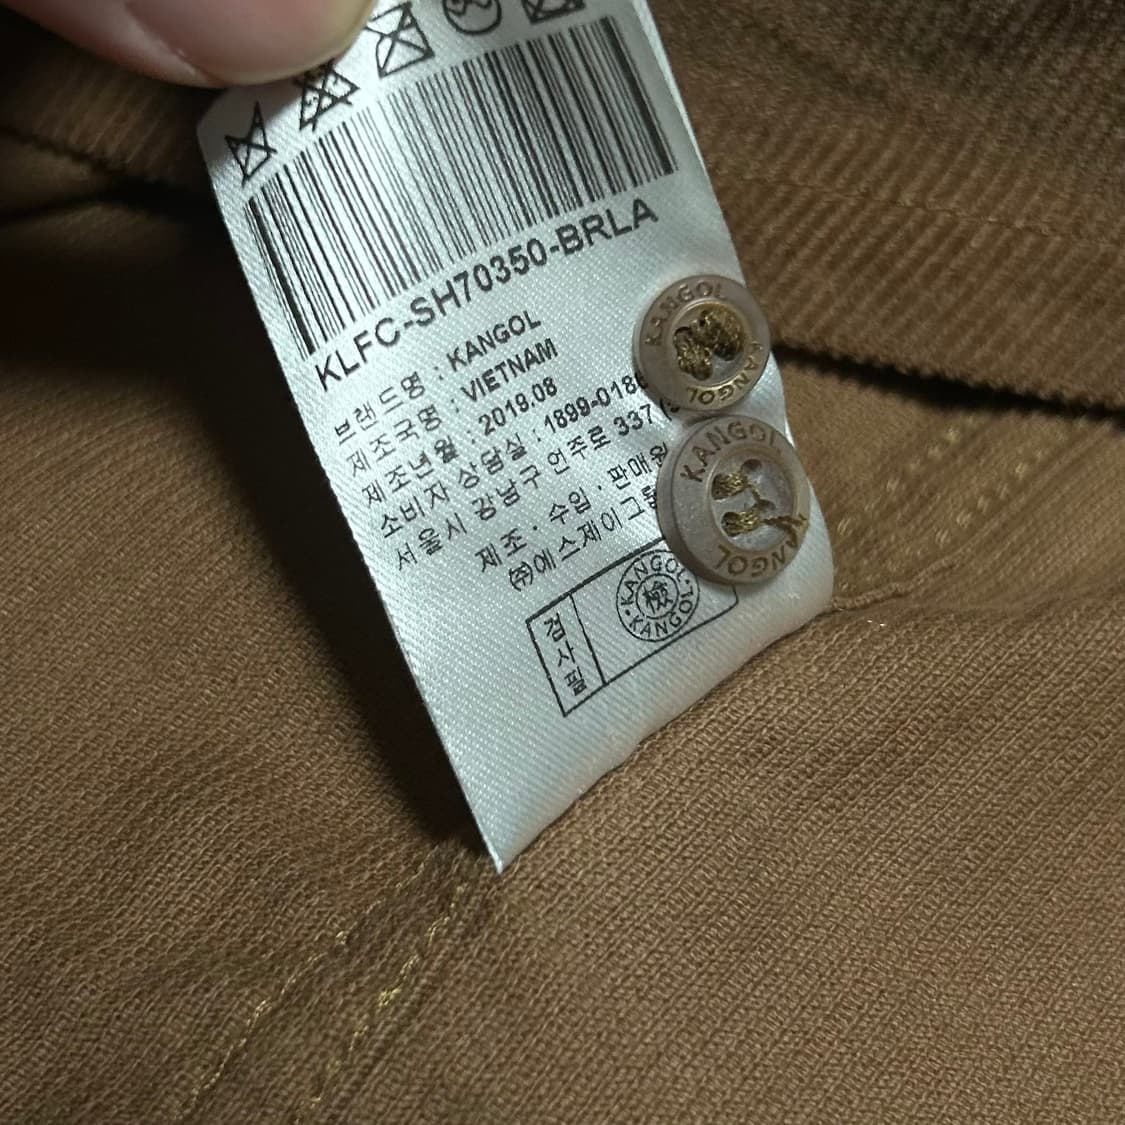 KLFC-SH70350-BRLA
브랜드명 : KANGOL
제조국명 : VIETNAM
제조년월 : 2019.08
소비자 상담실 : 1899-018
서울시 강남구 언주로 337
제조 · 수입 · 판매원
㈜에스제이그룹
검사필
KANGOL
檢
KANGOL
KANGOL
KANGOL
KANGOL
KANGOL